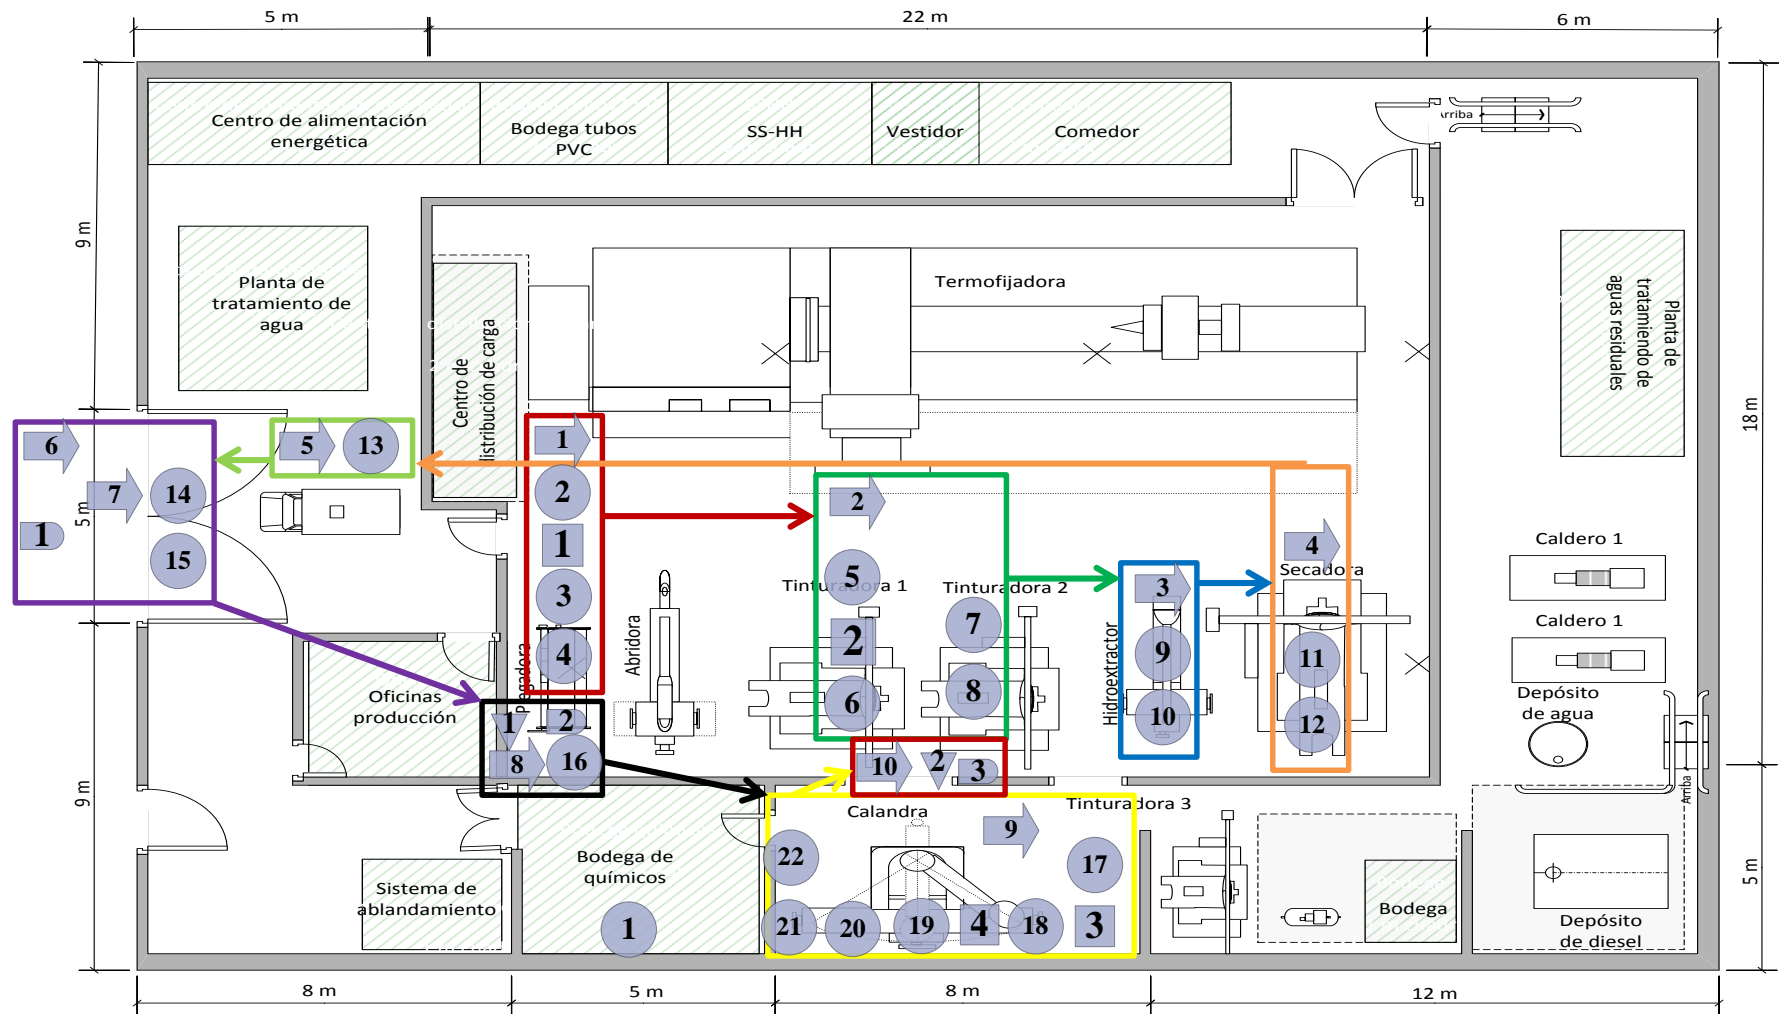 5 m
22 m
6 m
Centro de alimentación
energética
Bodega tubos
PVC
SS-HH
Vestidor
Comedor
Arriba
9 m
Planta de
tratamiento de
agua
Centro de
distribución de carga
Termofijadora
Planta de
tratamiendo de
aguas residuales
18 m
6
5
13
1
7
14
2
2
1
5 m
1
15
3
4
5
Tinturadora 1
Tinturadora 2
2
7
6
8
3
Hidroextractor
9
10
4
Secadora
11
12
Caldero 1
Caldero 1
Plegadora
Abridora
Oficinas
producción
Depósito
de agua
Arriba
1
2
8
16
10
2
3
9 m
Calandra
Tinturadora 3
9
22
17
Bodega de
químicos
1
Sistema de
ablandamiento
21
20
19
4
18
3
Bodega
Depósito
de diesel
5 m
8 m
5 m
8 m
12 m